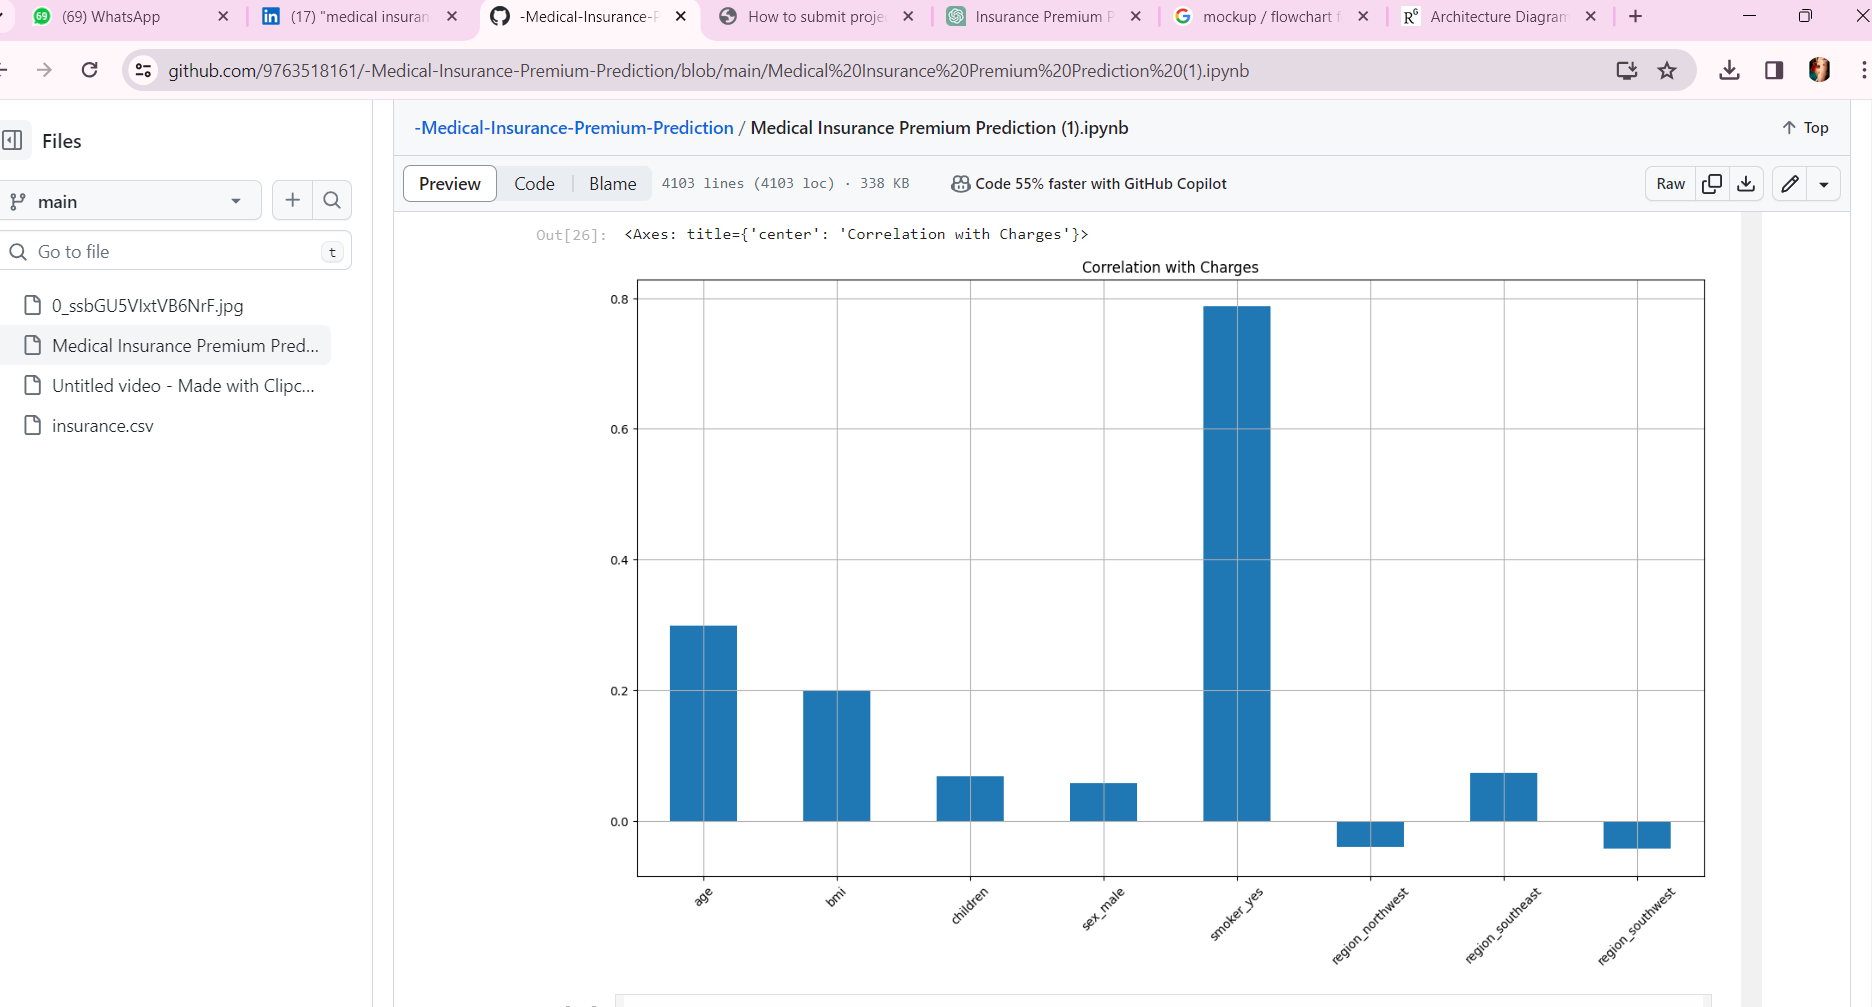 69
(69) WhatsApp
in
(17) "medical insuran
-Medical-Insurance-P
How to submit proje
Insurance Premium P
G
mockup / flowchart f
RG
Architecture Diagram
github.com/9763518161/-Medical-Insurance-Premium-Prediction/blob/main/Medical%20Insurance%20Premium%20Prediction%20(1).ipynb
Files
main
Go to file
t
0_ssbGU5VIxtVB6NrF.jpg
Medical Insurance Premium Pred...
Untitled video - Made with Clipc...
insurance.csv
-Medical-Insurance-Premium-Prediction / Medical Insurance Premium Prediction (1).ipynb
Top
Preview
Code
Blame
4103 lines (4103 loc) · 338 KB
Code 55% faster with GitHub Copilot
Raw
Out[26]: <Axes: title={'center': 'Correlation with Charges'}>
Correlation with Charges
0.8
0.6
0.4
0.2
0.0
age
bmi
children
sex_male
smoker_yes
region_northwest
region_southeast
region_southwest